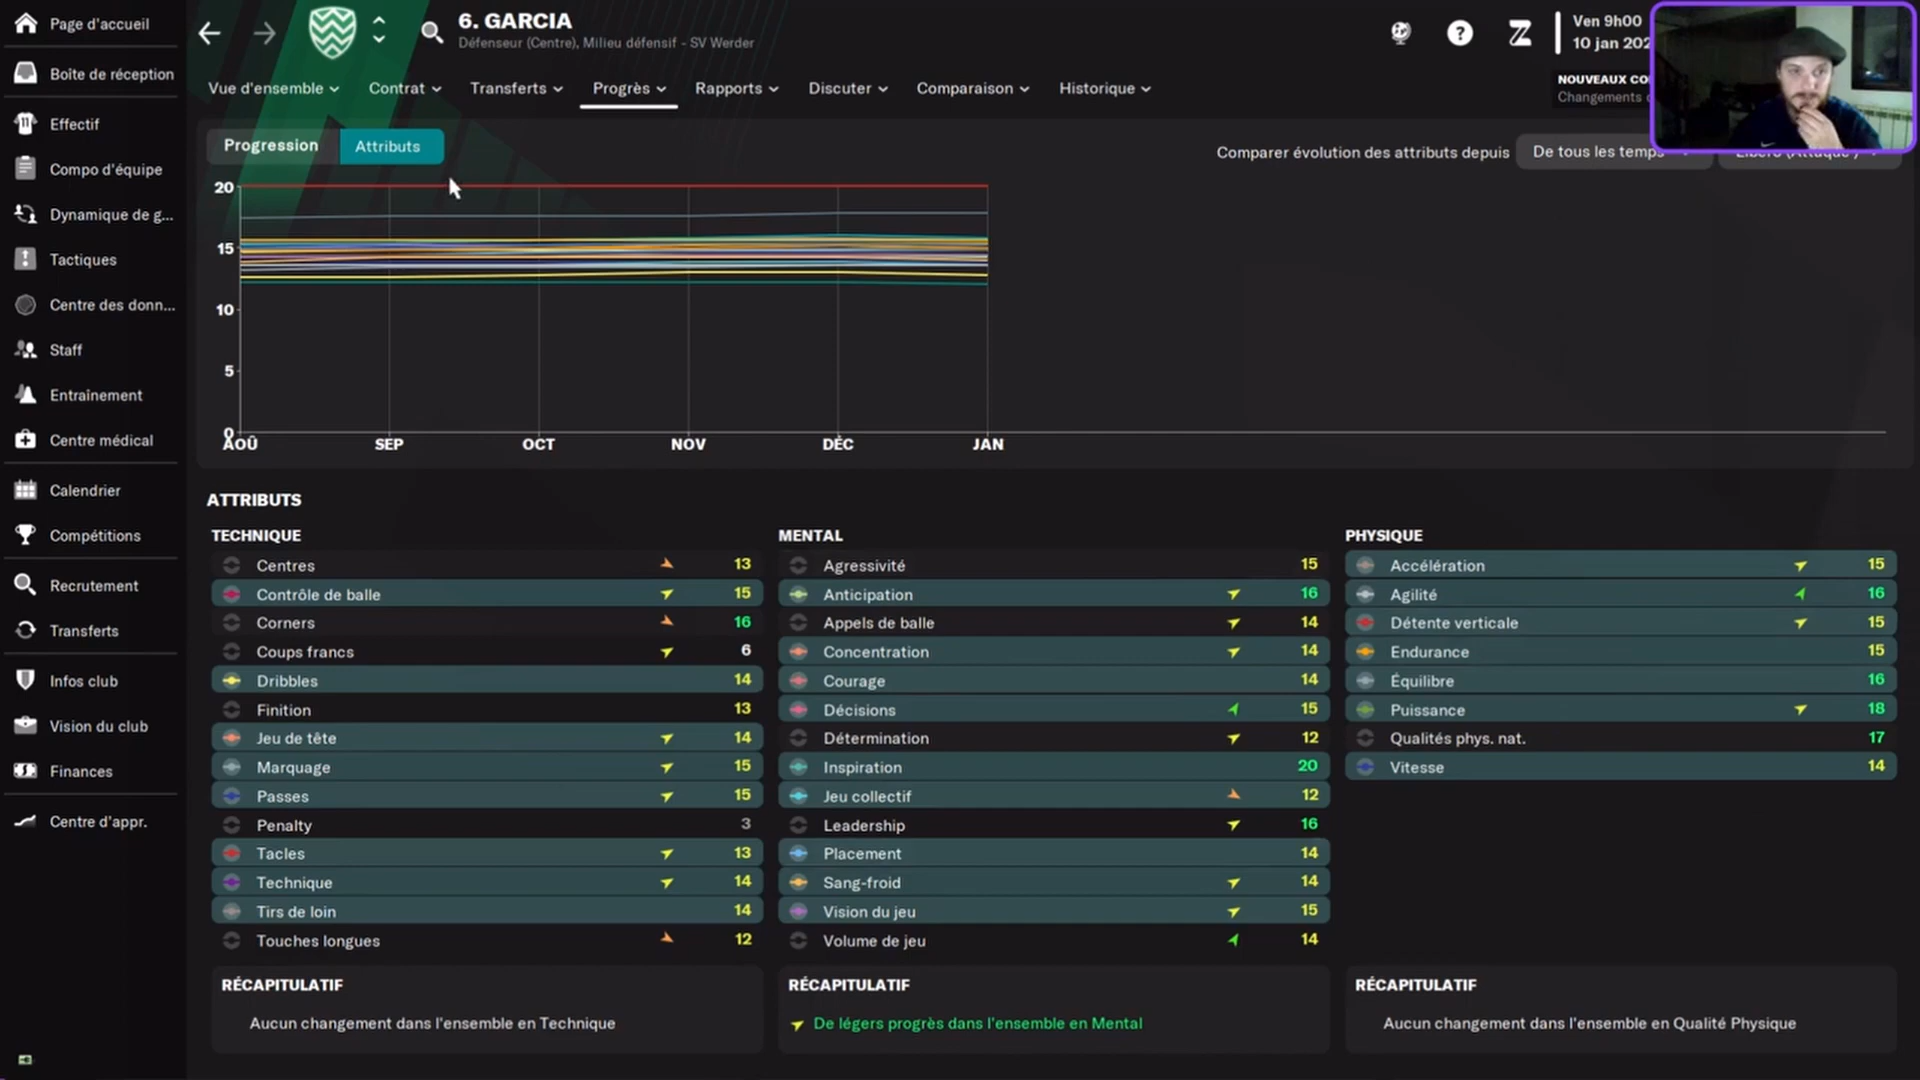 Page d'accueil
Boîte de réception
Effectif
Compo d'équipe
Dynamique de g...
Tactiques
Centre des donn...
Staff
Entraînement
Centre médical
Calendrier
Compétitions
Recrutement
Transferts
Infos club
Vision du club
Finances
Centre d'appr.
6. GARCIA
Défenseur (Centre), Milieu défensif - SV Werder
Ven 9h00
10 jan 202
NOUVEAUX CO
Changements
Vue d'ensemble Contrat Transferts Progrès Rapports Discuter Comparaison Historique
Progression Attributs
Comparer évolution des attributs depuis De tous les temps Libéro (Attaque )
20
15
10
5
0
AOÛ SEP OCT NOV DÉC JAN
ATTRIBUTS
TECHNIQUE
Centres 13
Contrôle de balle 15
Corners 16
Coups francs 6
Dribbles 14
Finition 13
Jeu de tête 14
Marquage 15
Passes 15
Penalty 3
Tacles 13
Technique 14
Tirs de loin 14
Touches longues 12
RÉCAPITULATIF
Aucun changement dans l'ensemble en Technique
MENTAL
Agressivité 15
Anticipation 16
Appels de balle 14
Concentration 14
Courage 14
Décisions 15
Détermination 12
Inspiration 20
Jeu collectif 12
Leadership 16
Placement 14
Sang-froid 14
Vision du jeu 15
Volume de jeu 14
RÉCAPITULATIF
De légers progrès dans l'ensemble en Mental
PHYSIQUE
Accélération 15
Agilité 16
Détente verticale 15
Endurance 15
Équilibre 16
Puissance 18
Qualités phys. nat. 17
Vitesse 14
RÉCAPITULATIF
Aucun changement dans l'ensemble en Qualité Physique